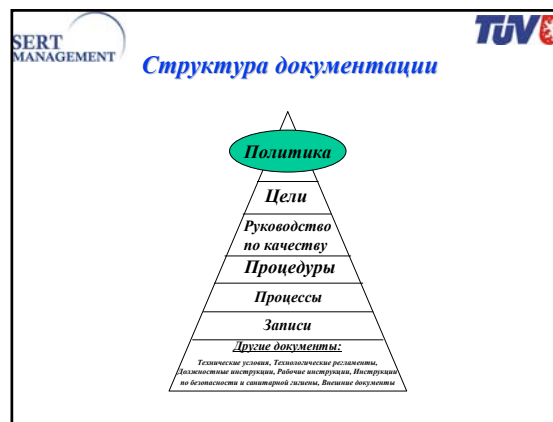 SERT
MANAGEMENT
TÜV
Структура документации
Политика
Цели
Руководство
по качеству
Процедуры
Процессы
Записи
Другие документы:
Технические условия, Технологические регламенты,
Должностные инструкции, Рабочие инструкции, Инструкции
по безопасности и санитарной гигиены, Внешние документы